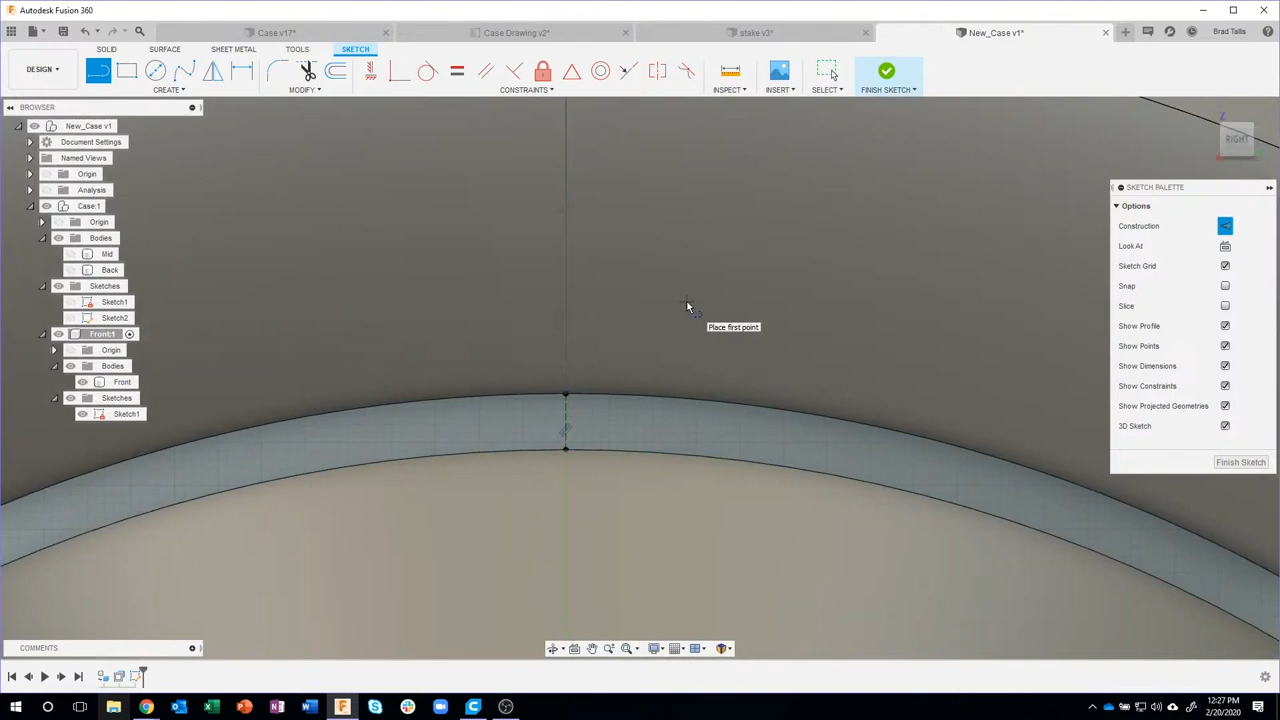 Autodesk Fusion 360
Case v17*
Case Drawing v2*
stake v3*
New_Case v1*
Brad Tallis
SOLID
SURFACE
SHEET METAL
TOOLS
SKETCH
DESIGN
CREATE
MODIFY
CONSTRAINTS
INSPECT
INSERT
SELECT
FINISH SKETCH
BROWSER
New_Case v1
Document Settings
Named Views
Origin
Analysis
Case:1
Origin
Bodies
Mid
Back
Sketches
Sketch1
Sketch2
Front:1
Origin
Bodies
Front
Sketches
Sketch1
Place first point
RIGHT
Z
SKETCH PALETTE
Options
Construction
Look At
Sketch Grid
Snap
Slice
Show Profile
Show Points
Show Dimensions
Show Constraints
Show Projected Geometries
3D Sketch
Finish Sketch
COMMENTS
12:27 PM
2/20/2020